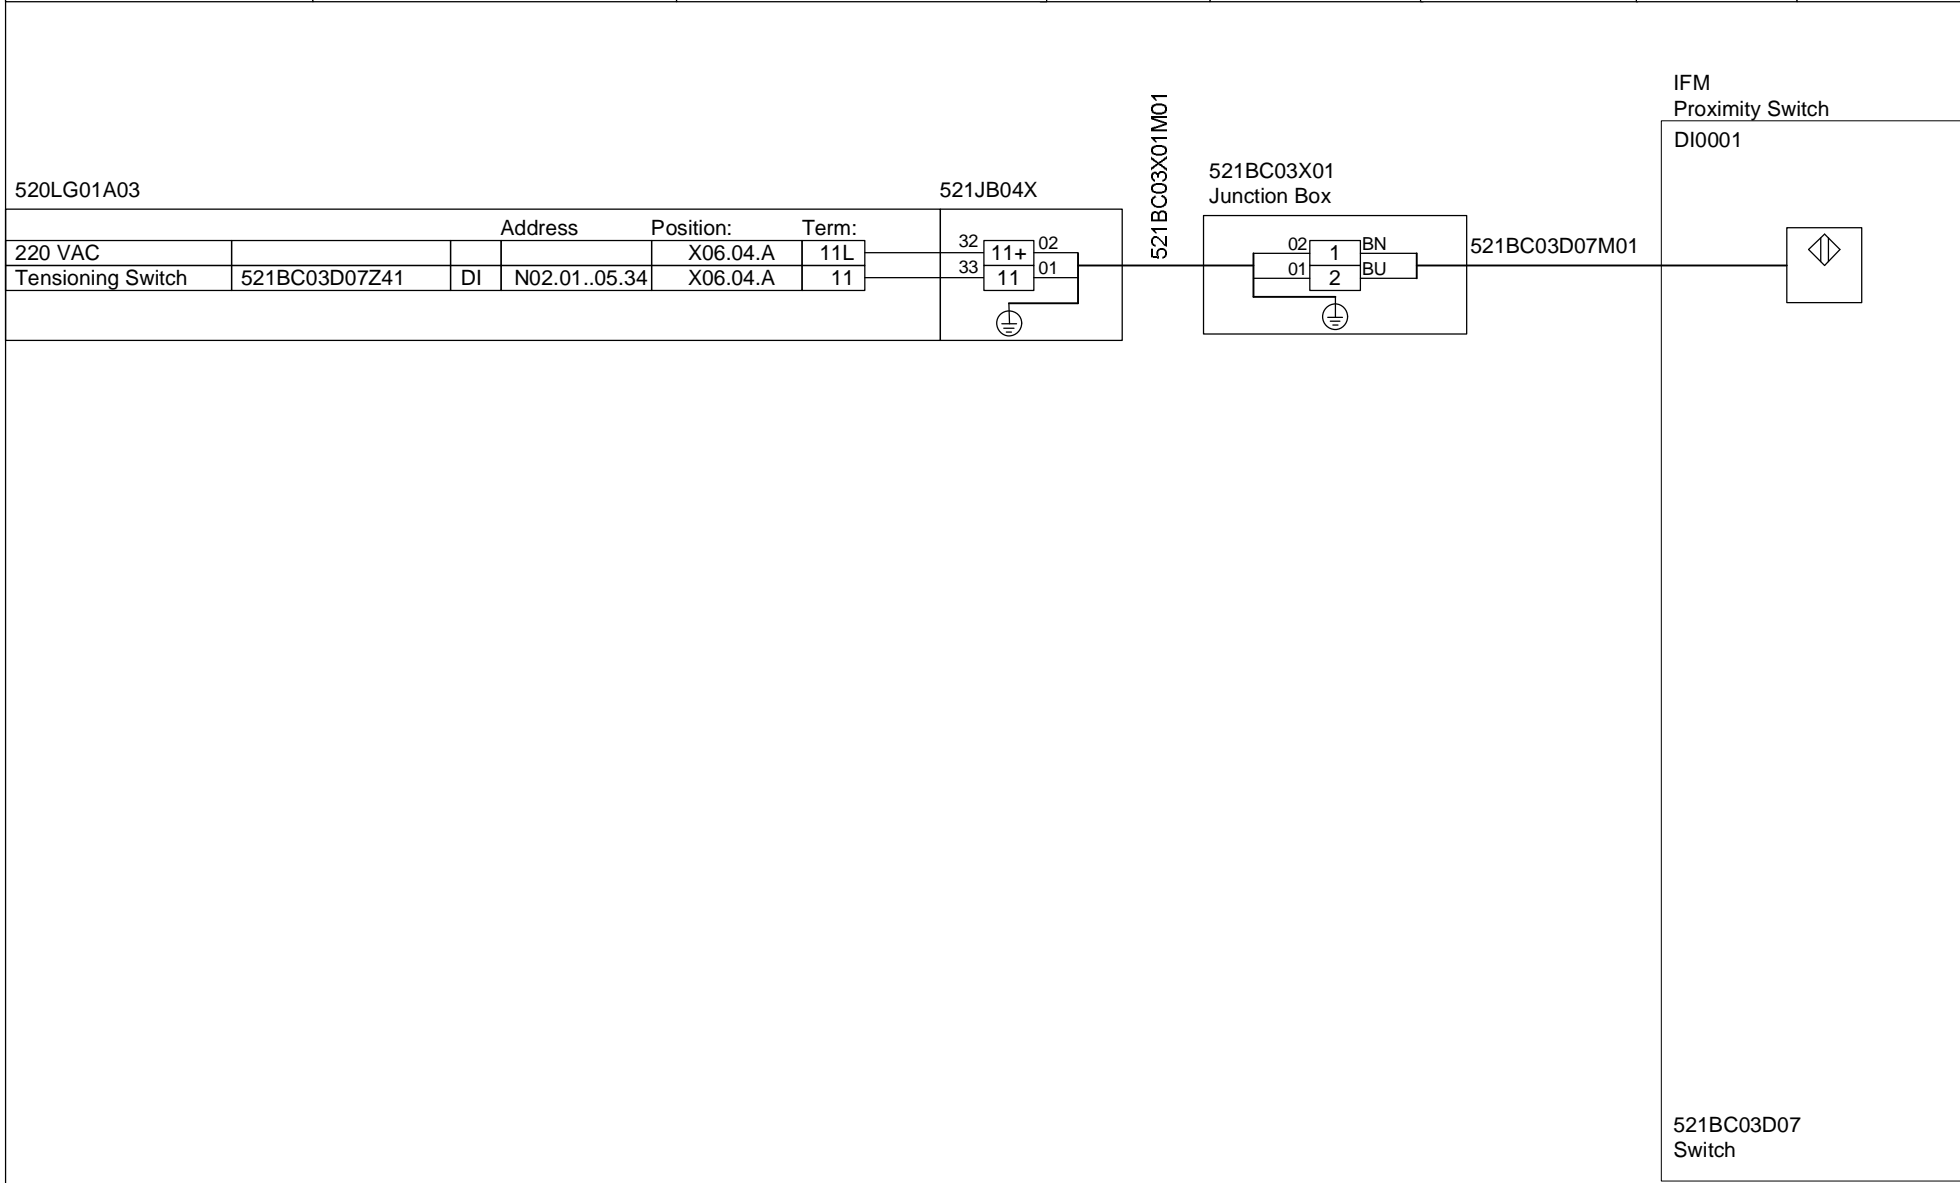 IFM
Proximity Switch
DI0001
521BC03X01M01
521BC03X01
Junction Box
520LG01A03
521JB04X
Address Position: Term:
220 VAC X06.04.A 11L
Tensioning Switch 521BC03D07Z41 DI N02.01..05.34 X06.04.A 11
32 11+ 02
33 11 01
02 1 BN
01 2 BU
521BC03D07M01
521BC03D07
Switch